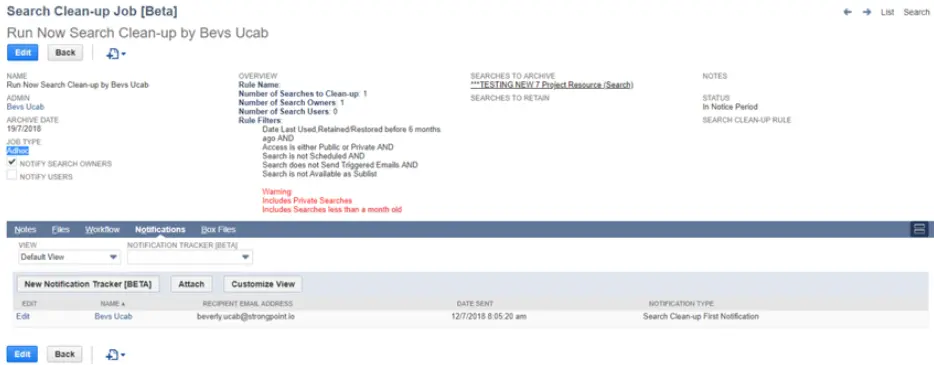 Search Clean-up Job [Beta]
List Search
Run Now Search Clean-up by Bevs Ucab
Edit Back
NAME
Run Now Search Clean-up by Bevs Ucab
ADMIN
Bevs Ucab
ARCHIVE DATE
19/7/2018
JOB TYPE
Adhoc
NOTIFY SEARCH OWNERS
NOTIFY USERS
OVERVIEW
Rule Name:
Number of Searches to Clean-up: 1
Number of Search Owners: 1
Number of Search Users: 0
Rule Filters:
Date Last Used,Retained/Restored before 6 months
ago AND
Access is either Public or Private AND
Search is not Scheduled AND
Search does not Send Triggered Emails AND
Search is not Available as Sublist
Warning
Includes Private Searches
Includes Searches less than a month old
SEARCHES TO ARCHIVE
***TESTING NEW 7 Project Resource (Search)
SEARCHES TO RETAIN
NOTES
STATUS
In Notice Period
SEARCH CLEAN-UP RULE
Notes Files Workflow Notifications Box Files
VIEW NOTIFICATION TRACKER [BETA]
Default View
New Notification Tracker [BETA] Attach Customize View
EDIT NAME ▲ RECIPIENT EMAIL ADDRESS DATE SENT NOTIFICATION TYPE
Edit Bevs Ucab beverly.ucab@strongpoint.io 12/7/2018 8:05:20 am Search Clean-up First Notification
Edit Back